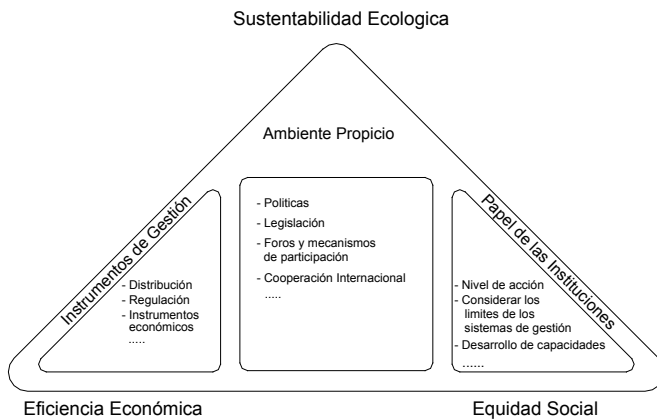 Sustentabilidad Ecologica
Ambiente Propicio
Instrumentos de Gestión
- Distribución
- Regulación
- Instrumentos
económicos
.....
- Politicas
- Legislación
- Foros y mecanismos
de participación
- Cooperación Internacional
.....
Papel de las Instituciones
- Nivel de acción
- Considerar los
limites de los
sistemas de gestión
- Desarrollo de capacidades
......
Eficiencia Económica
Equidad Social